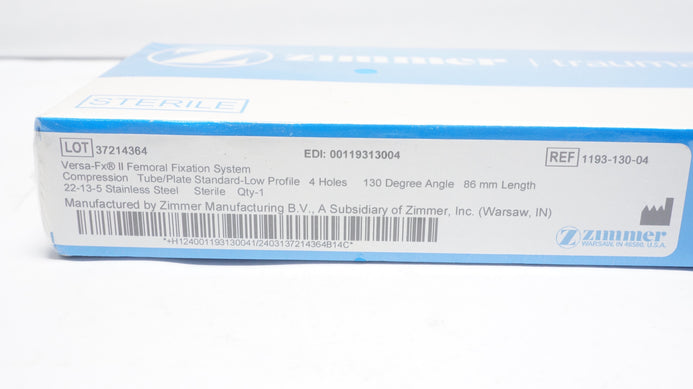 Z zimmer | trauma
STERILE
LOT 37214364
EDI: 00119313004
REF 1193-130-04
Versa-Fx® II Femoral Fixation System
Compression Tube/Plate Standard-Low Profile 4 Holes 130 Degree Angle 86 mm Length
22-13-5 Stainless Steel Sterile Qty-1
Manufactured by Zimmer Manufacturing B.V., A Subsidiary of Zimmer, Inc. (Warsaw, IN)
*+H124001193130041/2403137214364B14C*
Z zimmer
WARSAW, IN 46580, U.S.A.